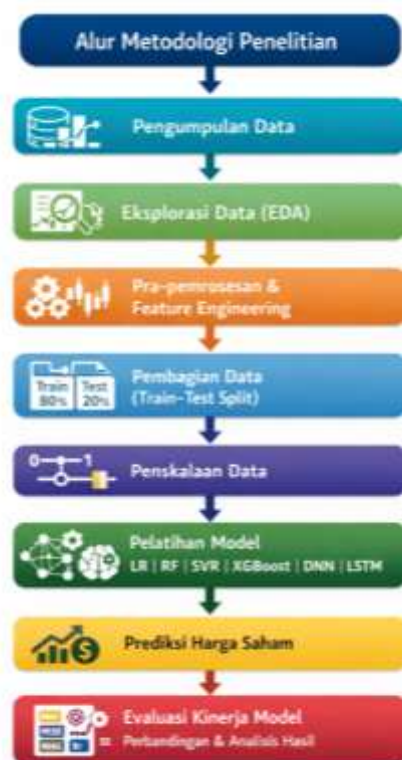 Alur Metodologi Penelitian
Pengumpulan Data
Eksplorasi Data (EDA)
Pra-pemrosesan &
Feature Engineering
Pembagian Data
(Train-Test Split)
Train
80%
Test
20%
0
1
Penskalaan Data
Pelatihan Model
LR | RF | SVR | XGBoost | DNN | LSTM
Prediksi Harga Saham
Evaluasi Kinerja Model
Perbandingan & Analisis Hasil